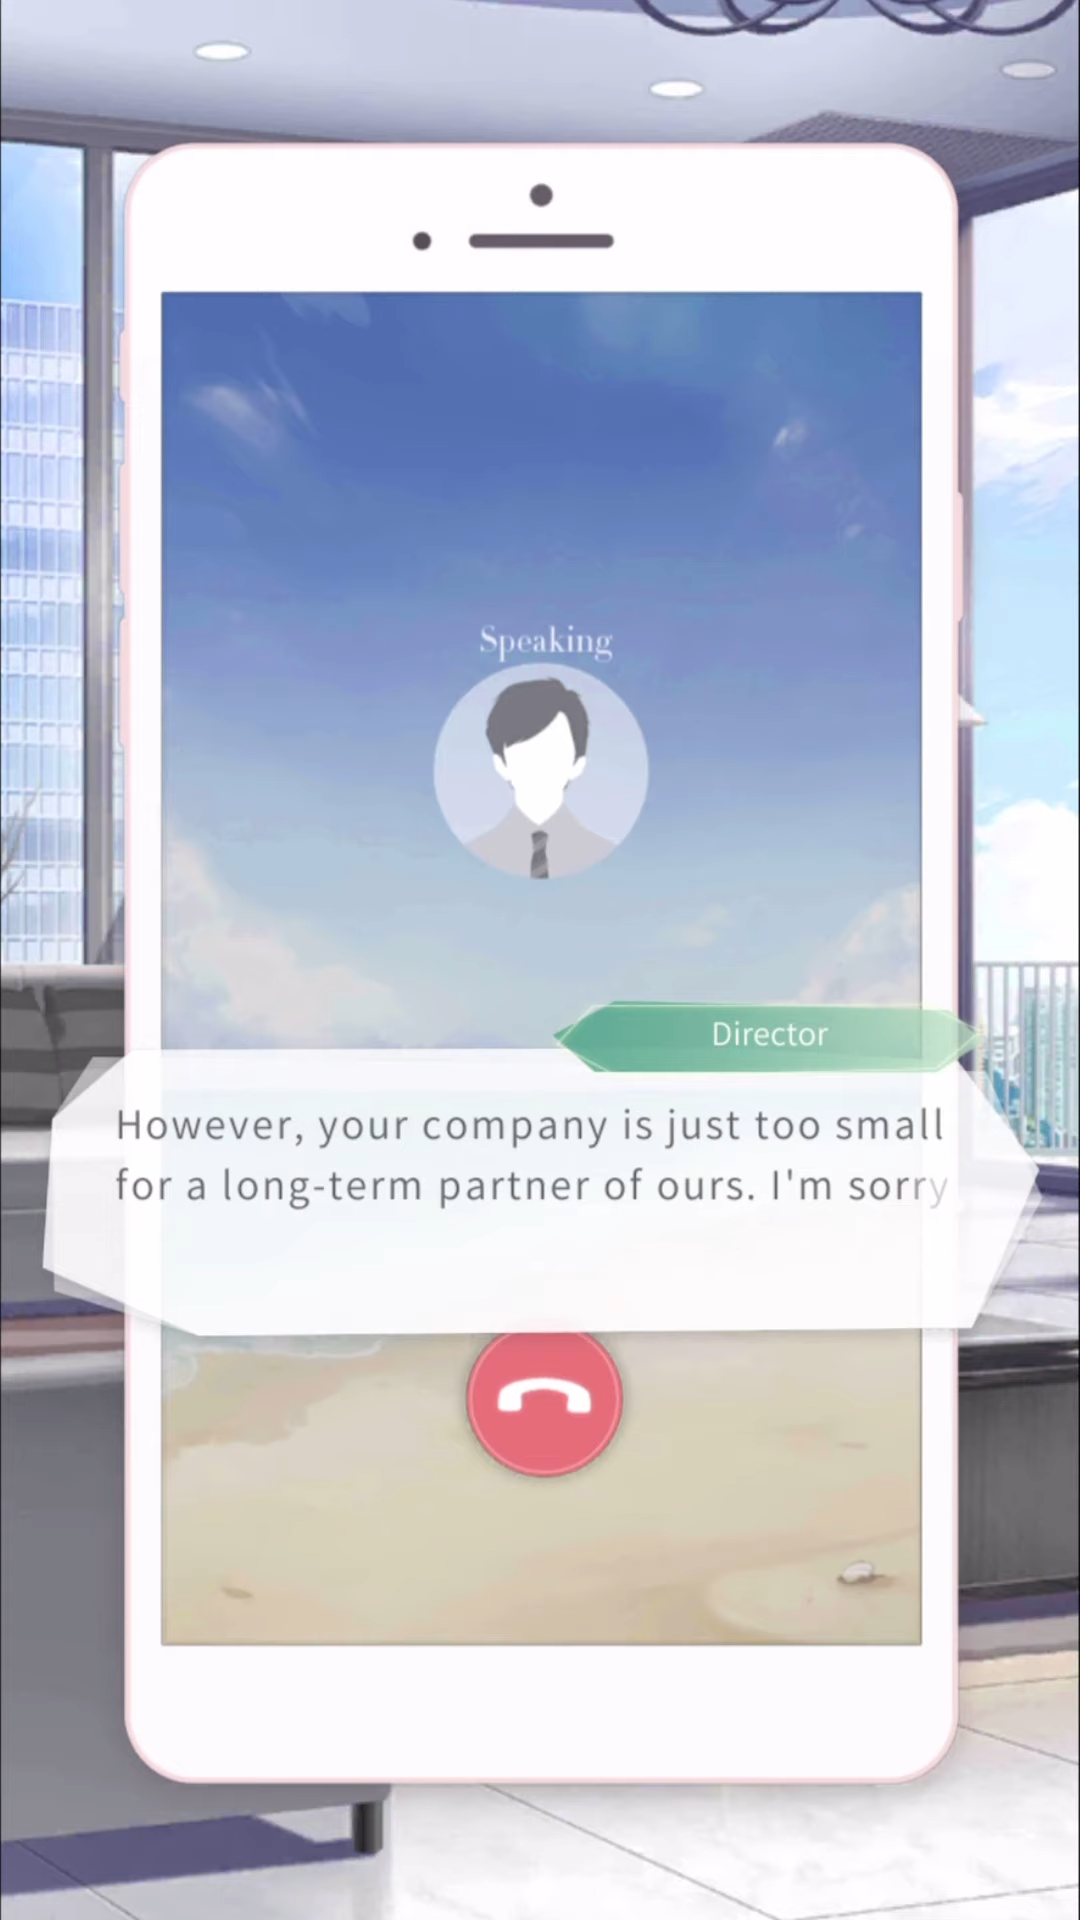 Speaking
Director
However, your company is just too small
for a long-term partner of ours. I'm sorry